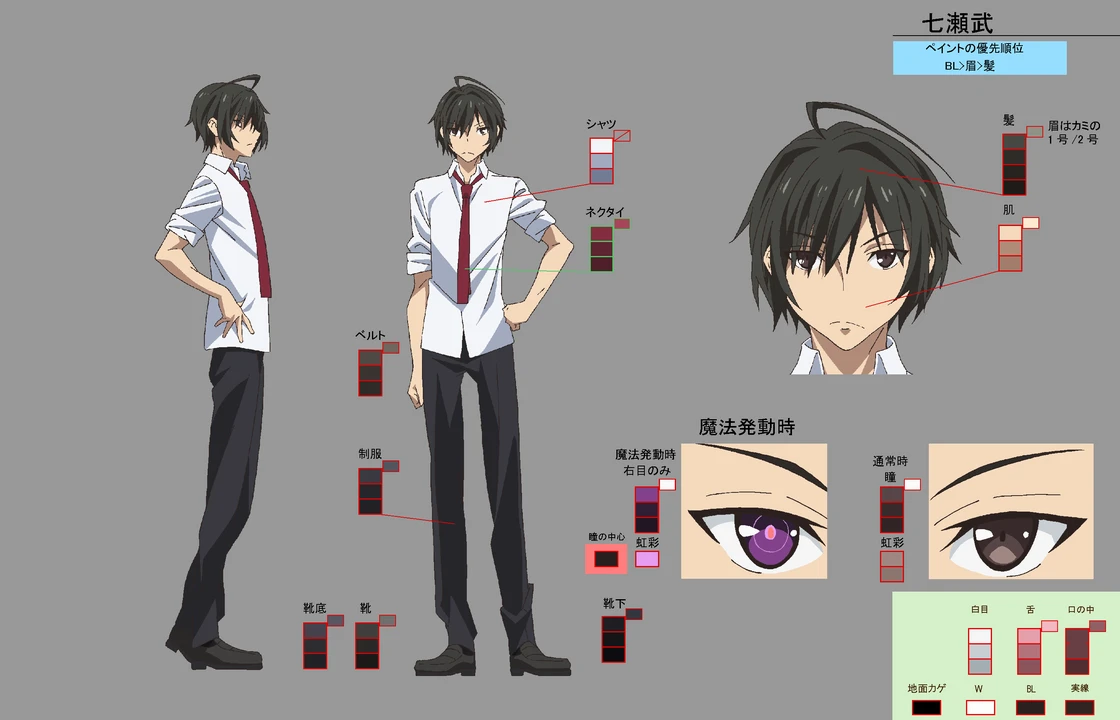 七瀬武
ペイントの優先順位
BL>眉>髪
シャツ
髪
眉はカミの
1号/2号
ネクタイ
肌
ベルト
魔法発動時
制服
魔法発動時
右目のみ
通常時
瞳
瞳の中心
虹彩
虹彩
靴底
靴
靴下
白目
舌
口の中
地面カゲ
W
BL
実線